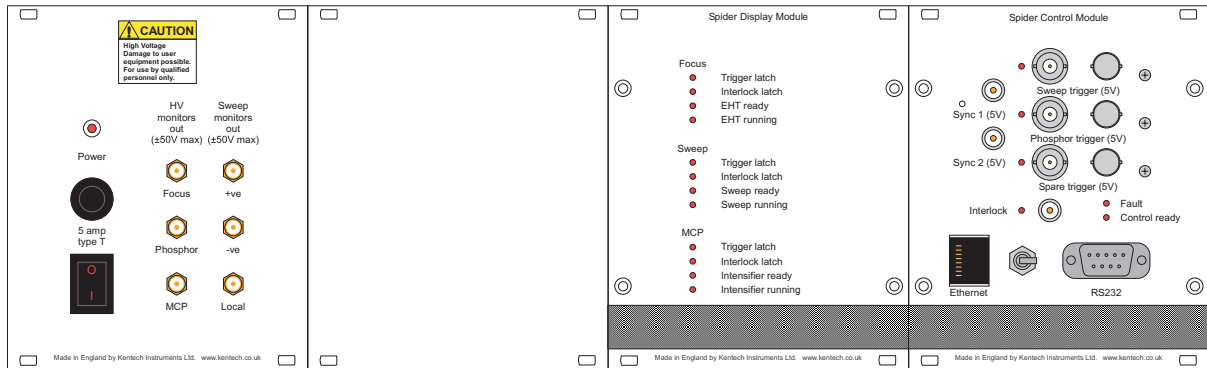 CAUTION
High Voltage
Damage to user
equipment possible.
For use by qualified
personnel only.
HV
monitors
out
(±50V max)
Sweep
monitors
out
(±50V max)
Power
Focus
+ve
5 amp
type T
Phosphor
-ve
O
I
MCP
Local
Made in England by Kentech Instruments Ltd. www.kentech.co.uk
Spider Display Module
Focus
Trigger latch
Interlock latch
EHT ready
EHT running
Sweep
Trigger latch
Interlock latch
Sweep ready
Sweep running
MCP
Trigger latch
Interlock latch
Intensifier ready
Intensifier running
Made in England by Kentech Instruments Ltd. www.kentech.co.uk
Spider Control Module
Sweep trigger (5V)
Sync 1 (5V)
Phosphor trigger (5V)
Sync 2 (5V)
Spare trigger (5V)
Interlock
Fault
Control ready
Ethernet
RS232
Made in England by Kentech Instruments Ltd. www.kentech.co.uk